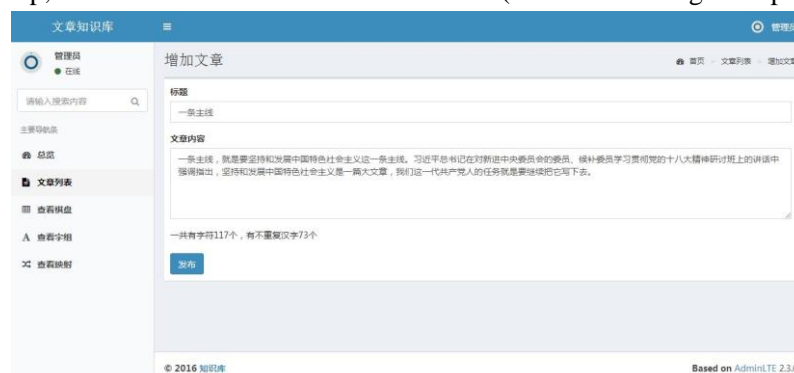 文章知识库
管理员
管理员
在线
请输入搜索内容
主要导航条
总览
文章列表
查看棋盘
查看字组
查看映射
增加文章
首页 文章列表 增加文章
标题
一条主线
文章内容
一条主线，就是要坚持和发展中国特色社会主义这一条主线。习近平总书记在对新进中央委员会的委员、候补委员学习贯彻党的十八大精神研讨班上的讲话中
强调指出，坚持和发展中国特色社会主义是一篇大文章，我们这一代共产党人的任务就是要继续把它写下去。
一共有字符117个，有不重复汉字73个
发布
© 2016 知识库
Based on AdminLTE 2.3.